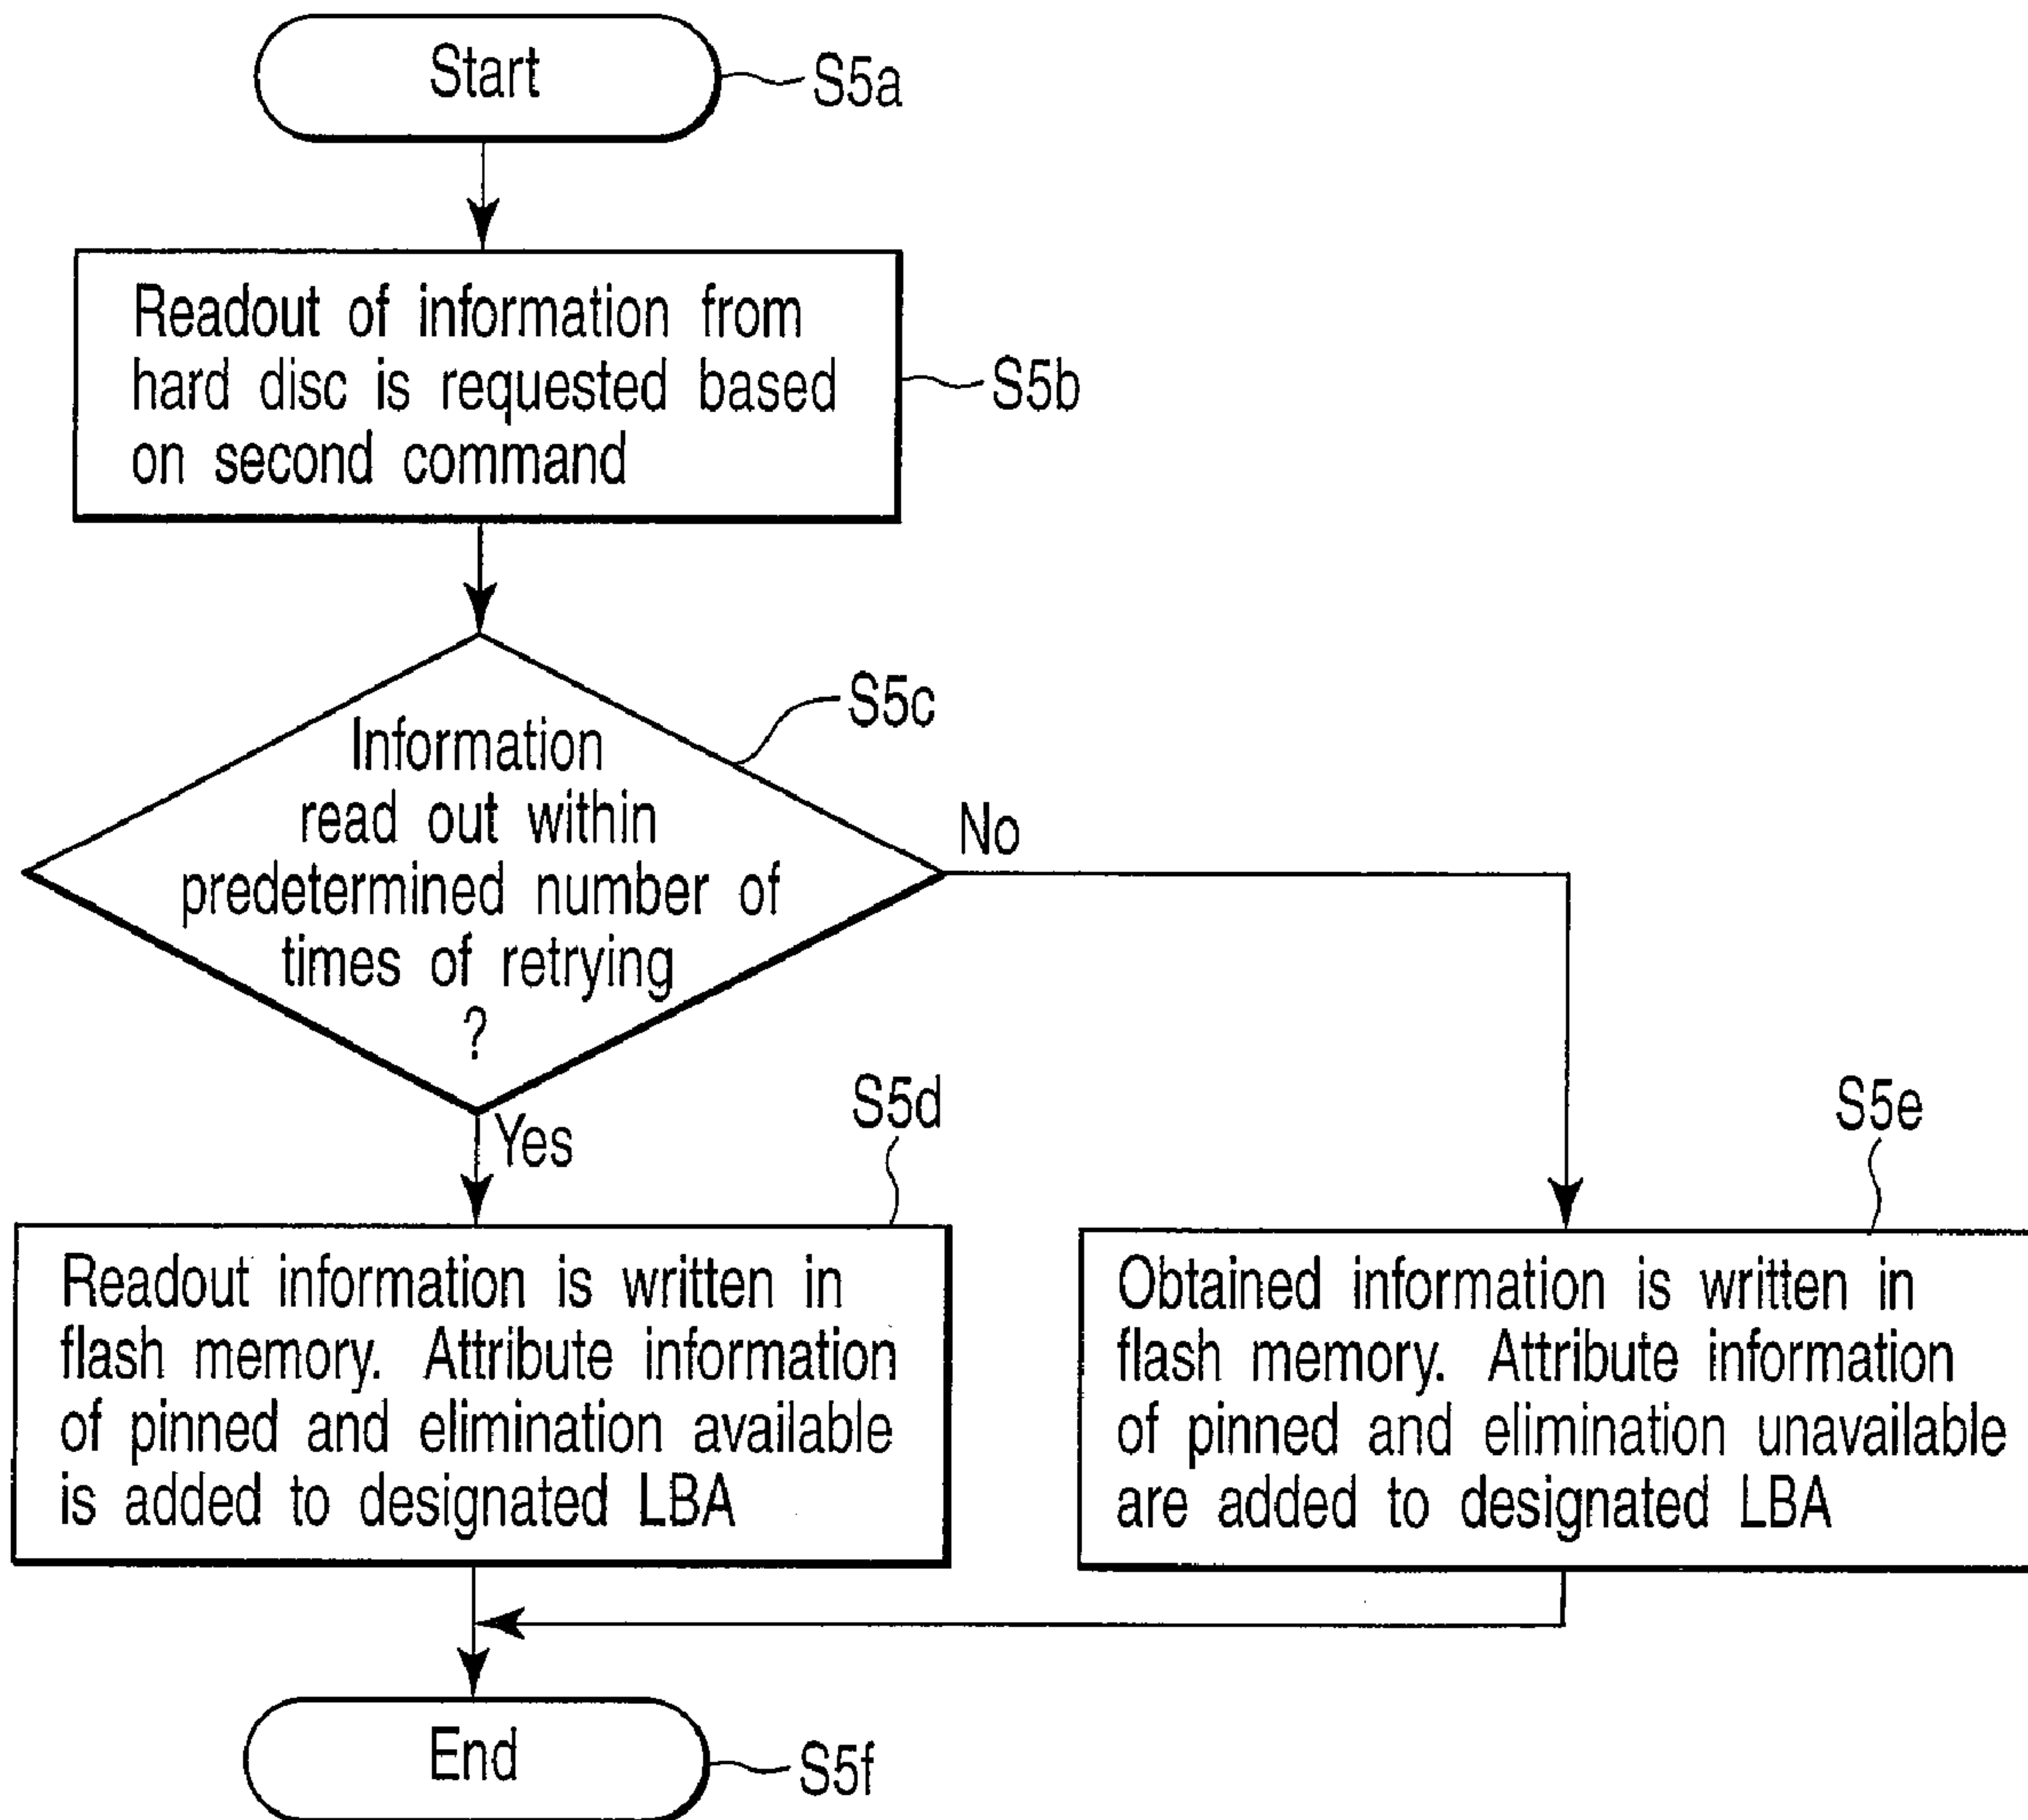 Start
S5a
Readout of information from
hard disc is requested based
on second command
S5b
S5c
Information
read out within
predetermined number of
times of retrying
?
No
Yes
S5d
S5e
Readout information is written in
flash memory. Attribute information
of pinned and elimination available
is added to designated LBA
Obtained information is written in
flash memory. Attribute information
of pinned and elimination unavailable
are added to designated LBA
End
S5f